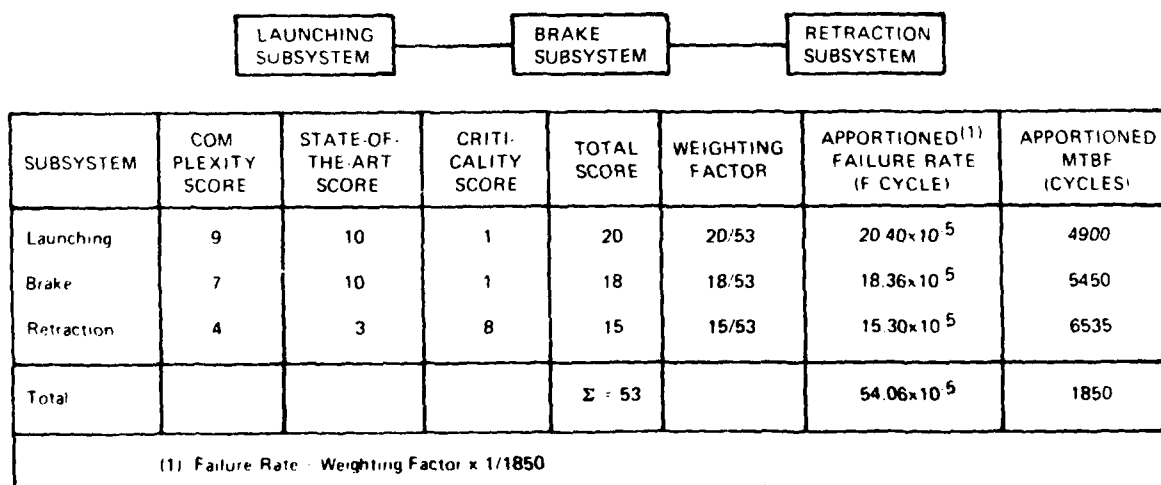 LAUNCHING SUBSYSTEM
BRAKE SUBSYSTEM
RETRACTION SUBSYSTEM
SUBSYSTEM | COM PLEXITY SCORE | STATE-OF-THE-ART SCORE | CRITI-CALITY SCORE | TOTAL SCORE | WEIGHTING FACTOR | APPORTIONED(1) FAILURE RATE (F CYCLE) | APPORTIONED MTBF (CYCLES)
Launching | 9 | 10 | 1 | 20 | 20/53 | 20 40x10-5 | 4900
Brake | 7 | 10 | 1 | 18 | 18/53 | 18.36x10-5 | 5450
Retraction | 4 | 3 | 8 | 15 | 15/53 | 15.30x10-5 | 6535
Total | Σ = 53 | 54.06x10-5 | 1850
(1) Failure Rate - Weighting Factor x 1/1850